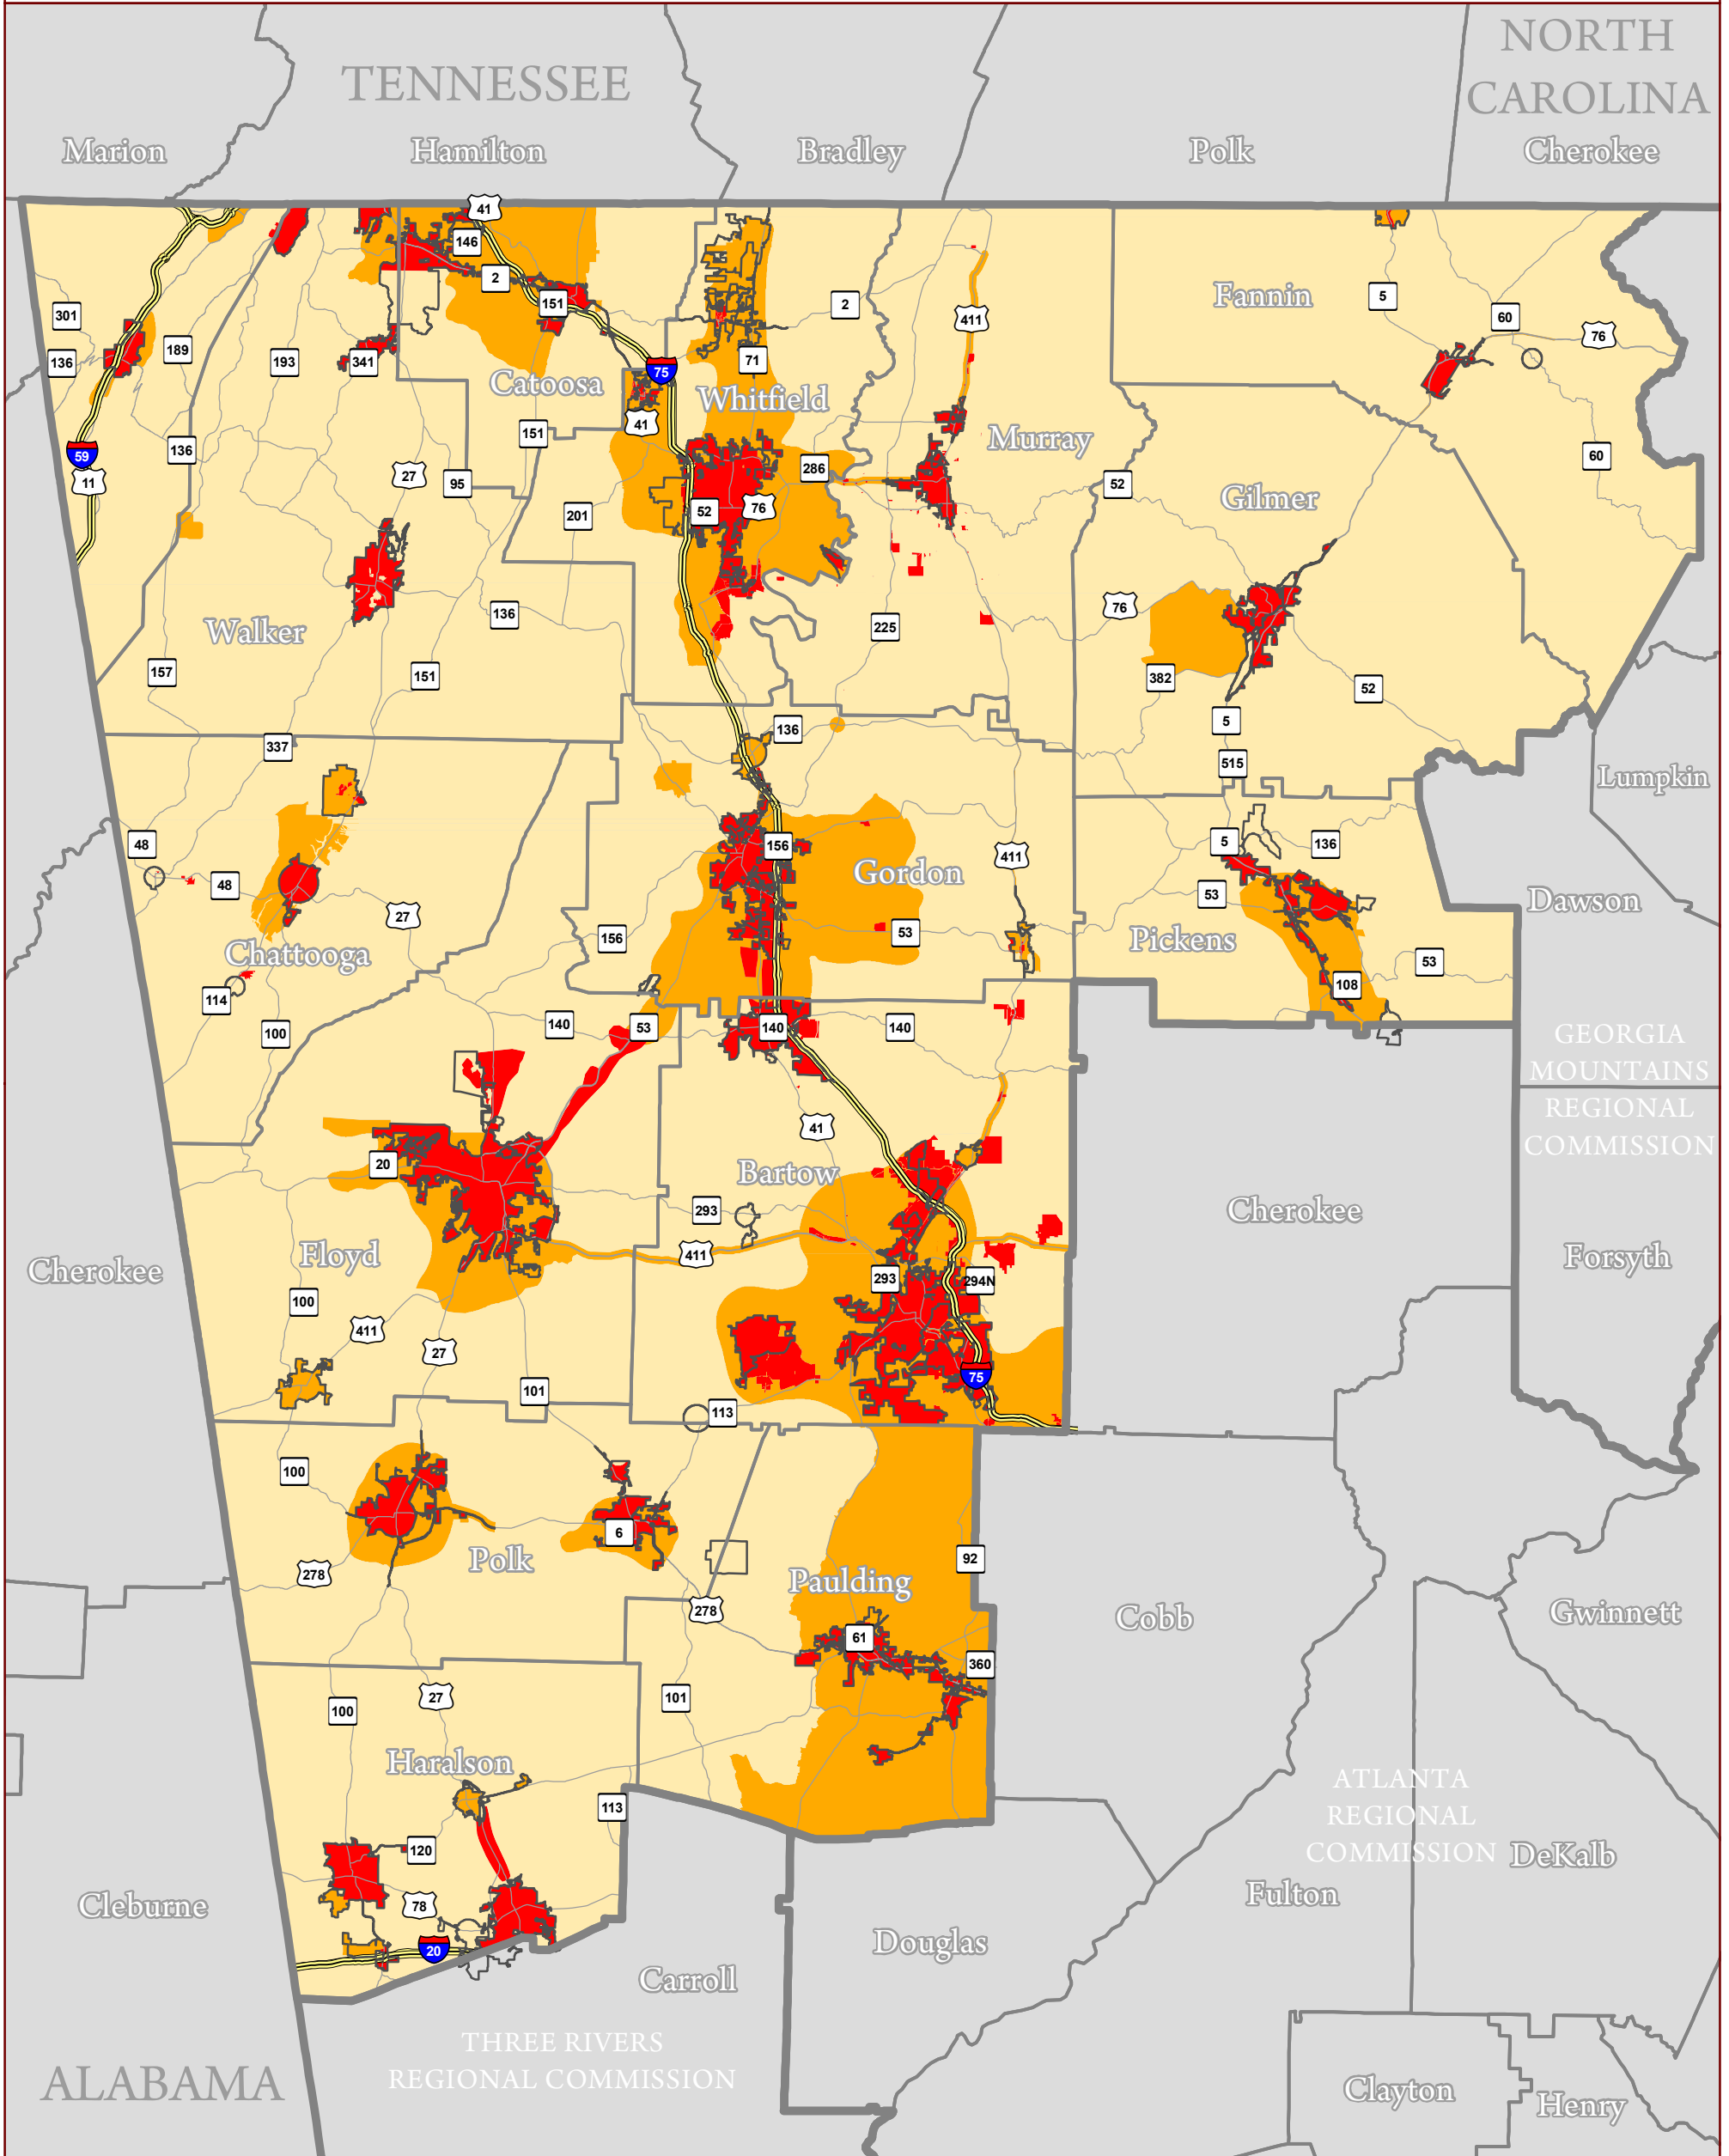 NORTH
CAROLINA
TENNESSEE
Marion
Hamilton
Bradley
Polk
Cherokee
41
146
2
151
301
136
189
193
341
2
411
71
75
Catoosa
Whitfield
41
Fannin
5
60
76
Murray
59
11
136
27
95
151
201
286
52
76
52
Gilmer
60
Walker
136
157
151
225
76
382
52
5
515
337
136
Lumpkin
48
48
27
156
Gordon
411
5
136
53
Dawson
Chattooga
156
53
Pickens
53
114
108
100
140
53
140
140
GEORGIA
MOUNTAINS
REGIONAL
COMMISSION
41
20
Bartow
293
411
Cherokee
Floyd
Cherokee
Forsyth
293
294N
100
411
27
75
101
113
100
278
Polk
6
92
Paulding
278
Cobb
Gwinnett
61
360
101
27
100
Haralson
113
ATLANTA
REGIONAL
COMMISSION
DeKalb
120
78
20
Cleburne
Fulton
Douglas
Carroll
THREE RIVERS
REGIONAL COMMISSION
ALABAMA
Clayton
Henry